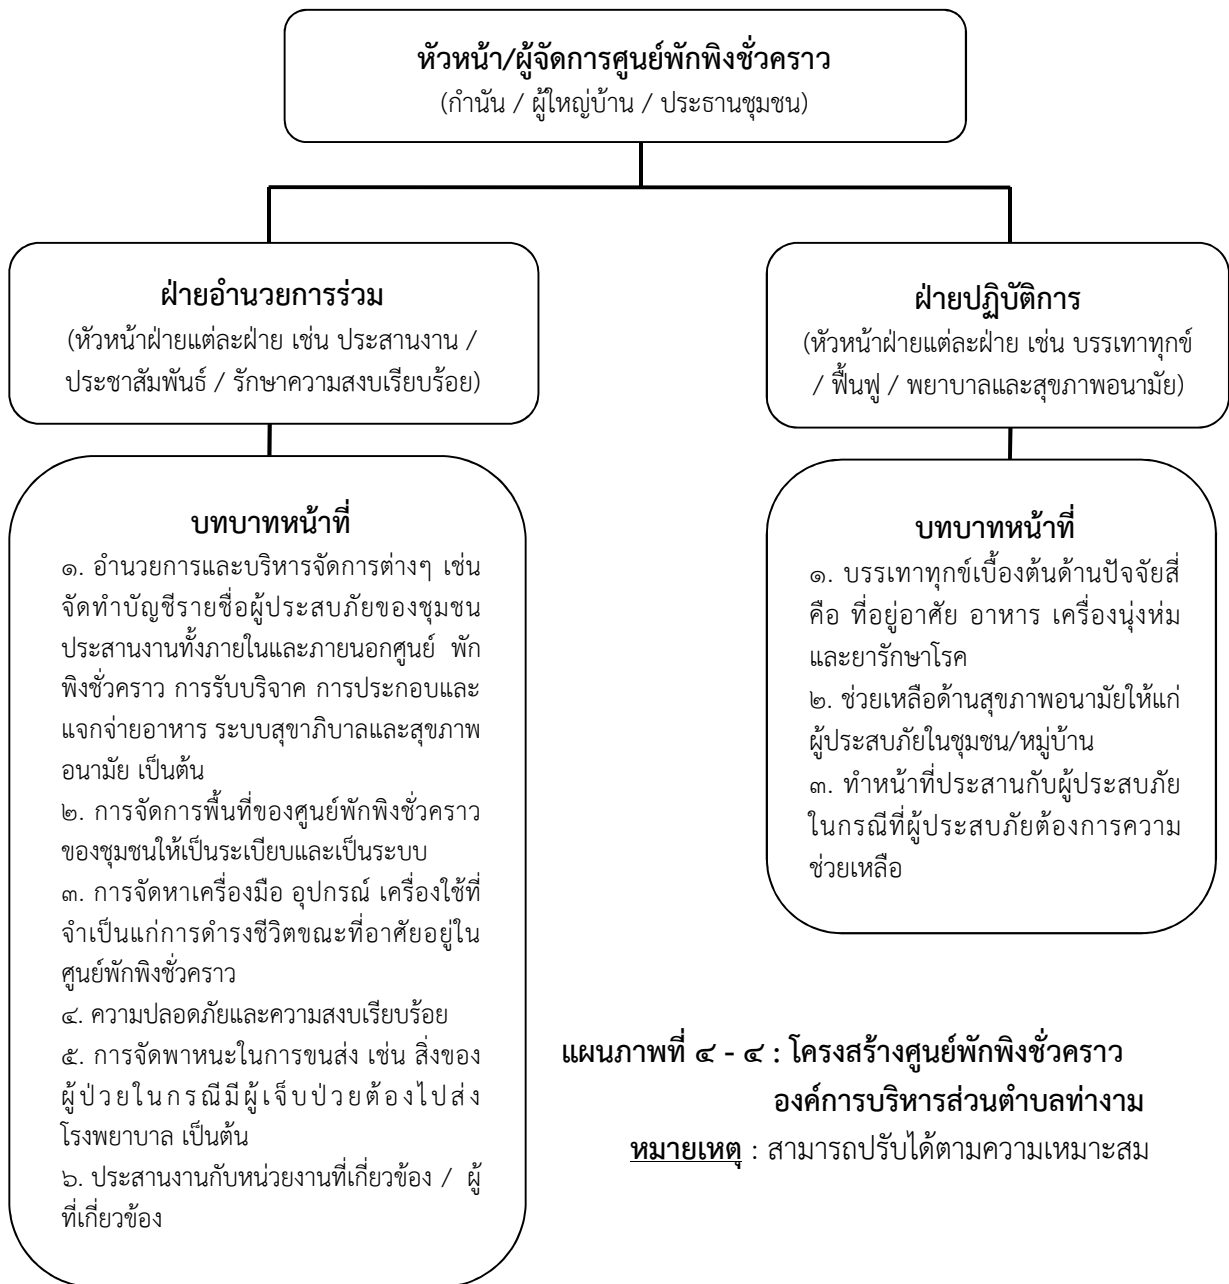 หัวหน้า/ผู้จัดการศูนย์พักพิงชั่วคราว
(กำนัน / ผู้ใหญ่บ้าน / ประธานชุมชน)
ฝ่ายอำนวยการร่วม
(หัวหน้าฝ่ายแต่ละฝ่าย เช่น ประสานงาน /
ประชาสัมพันธ์ / รักษาความสงบเรียบร้อย)
ฝ่ายปฏิบัติการ
(หัวหน้าฝ่ายแต่ละฝ่าย เช่น บรรเทาทุกข์
/ ฟื้นฟู / พยาบาลและสุขภาพอนามัย)
บทบาทหน้าที่
๑. อำนวยการและบริหารจัดการต่างๆ เช่น
จัดทำบัญชีรายชื่อผู้ประสบภัยของชุมชน
ประสานงานทั้งภายในและภายนอกศูนย์ พัก
พิงชั่วคราว การรับบริจาค การประกอบและ
แจกจ่ายอาหาร ระบบสุขาภิบาลและสุขภาพ
อนามัย เป็นต้น
๒. การจัดการพื้นที่ของศูนย์พักพิงชั่วคราว
ของชุมชนให้เป็นระเบียบและเป็นระบบ
๓. การจัดหาเครื่องมือ อุปกรณ์ เครื่องใช้ที่
จำเป็นแก่การดำรงชีวิตขณะที่อาศัยอยู่ใน
ศูนย์พักพิงชั่วคราว
๔. ความปลอดภัยและความสงบเรียบร้อย
๕. การจัดพาหนะในการขนส่ง เช่น สิ่งของ
ผู้ป่วยในกรณีมีผู้เจ็บป่วยต้องไปส่ง
โรงพยาบาล เป็นต้น
๖. ประสานงานกับหน่วยงานที่เกี่ยวข้อง / ผู้
ที่เกี่ยวข้อง
บทบาทหน้าที่
๑. บรรเทาทุกข์เบื้องต้นด้านปัจจัยสี่
คือ ที่อยู่อาศัย อาหาร เครื่องนุ่งห่ม
และยารักษาโรค
๒. ช่วยเหลือด้านสุขภาพอนามัยให้แก่
ผู้ประสบภัยในชุมชน/หมู่บ้าน
๓. ทำหน้าที่ประสานกับผู้ประสบภัย
ในกรณีที่ผู้ประสบภัยต้องการความ
ช่วยเหลือ
แผนภาพที่ ๔ - ๔ : โครงสร้างศูนย์พักพิงชั่วคราว
องค์การบริหารส่วนตำบลท่างาม
หมายเหตุ : สามารถปรับได้ตามความเหมาะสม